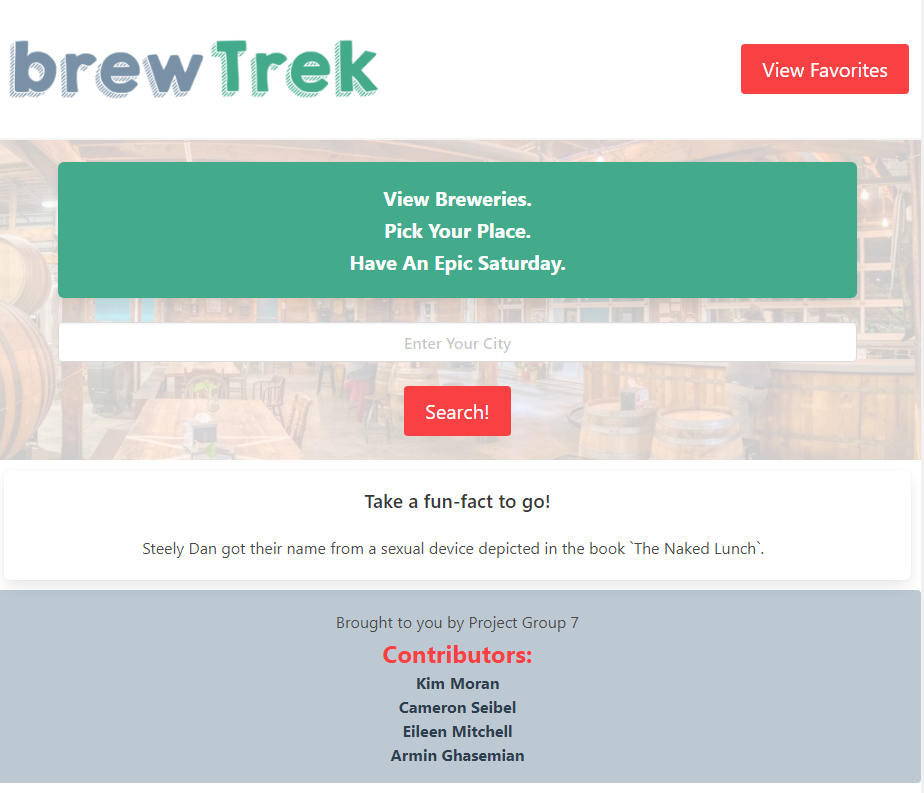 brewTrek
View Favorites
View Breweries.
Pick Your Place.
Have An Epic Saturday.
Enter Your City
Search!
Take a fun-fact to go!
Steely Dan got their name from a sexual device depicted in the book `The Naked Lunch`.
Brought to you by Project Group 7
Contributors:
Kim Moran
Cameron Seibel
Eileen Mitchell
Armin Ghasemian